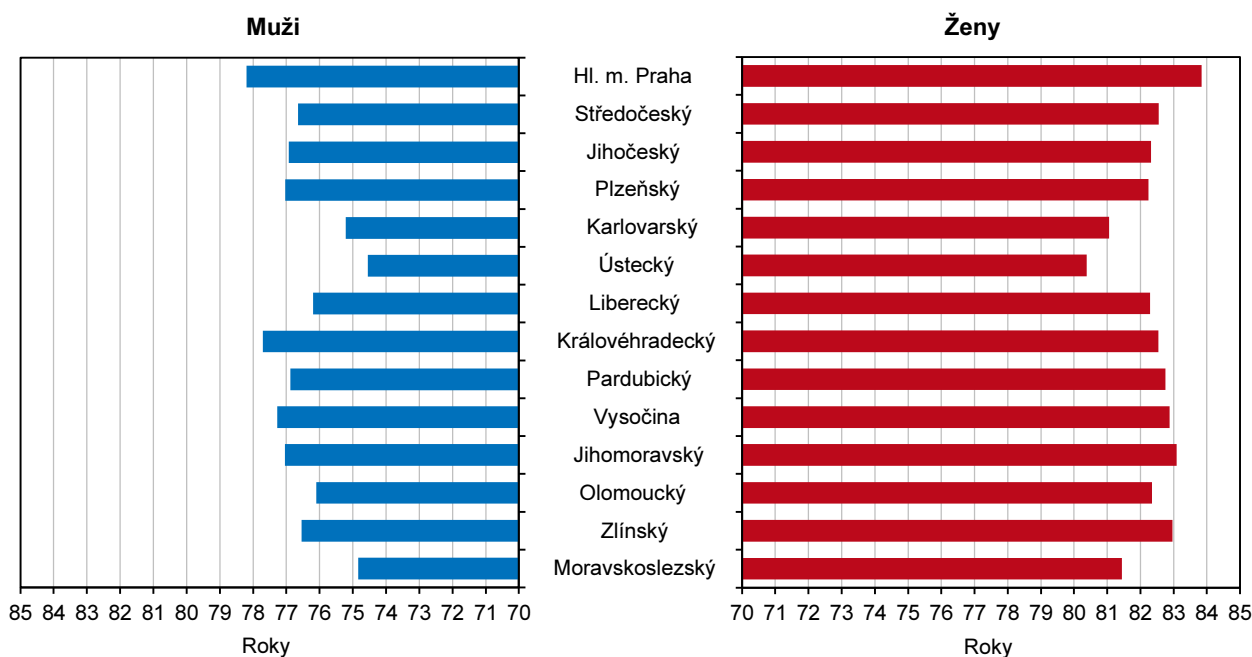 Muži
Ženy
Hl. m. Praha
Středočeský
Jihočeský
Plzeňský
Karlovarský
Ústecký
Liberecký
Královéhradecký
Pardubický
Vysočina
Jihomoravský
Olomoucký
Zlínský
Moravskoslezský
85 84 83 82 81 80 79 78 77 76 75 74 73 72 71 70
70 71 72 73 74 75 76 77 78 79 80 81 82 83 84 85
Roky
Roky